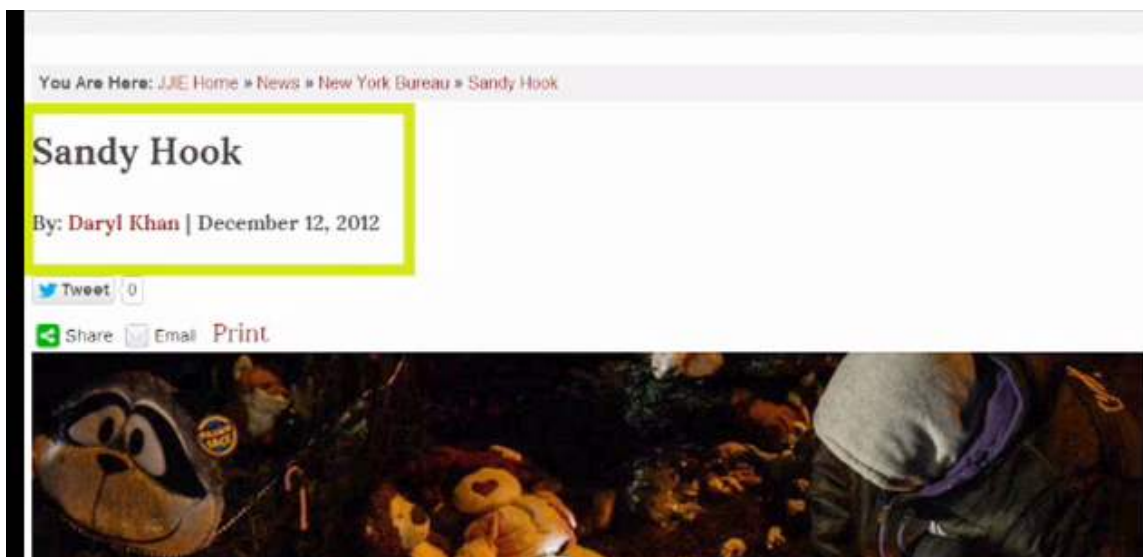 You Are Here: JJIE Home » News » New York Bureau » Sandy Hook
Sandy Hook
By: Daryl Khan | December 12, 2012
Tweet 0
Share Email Print